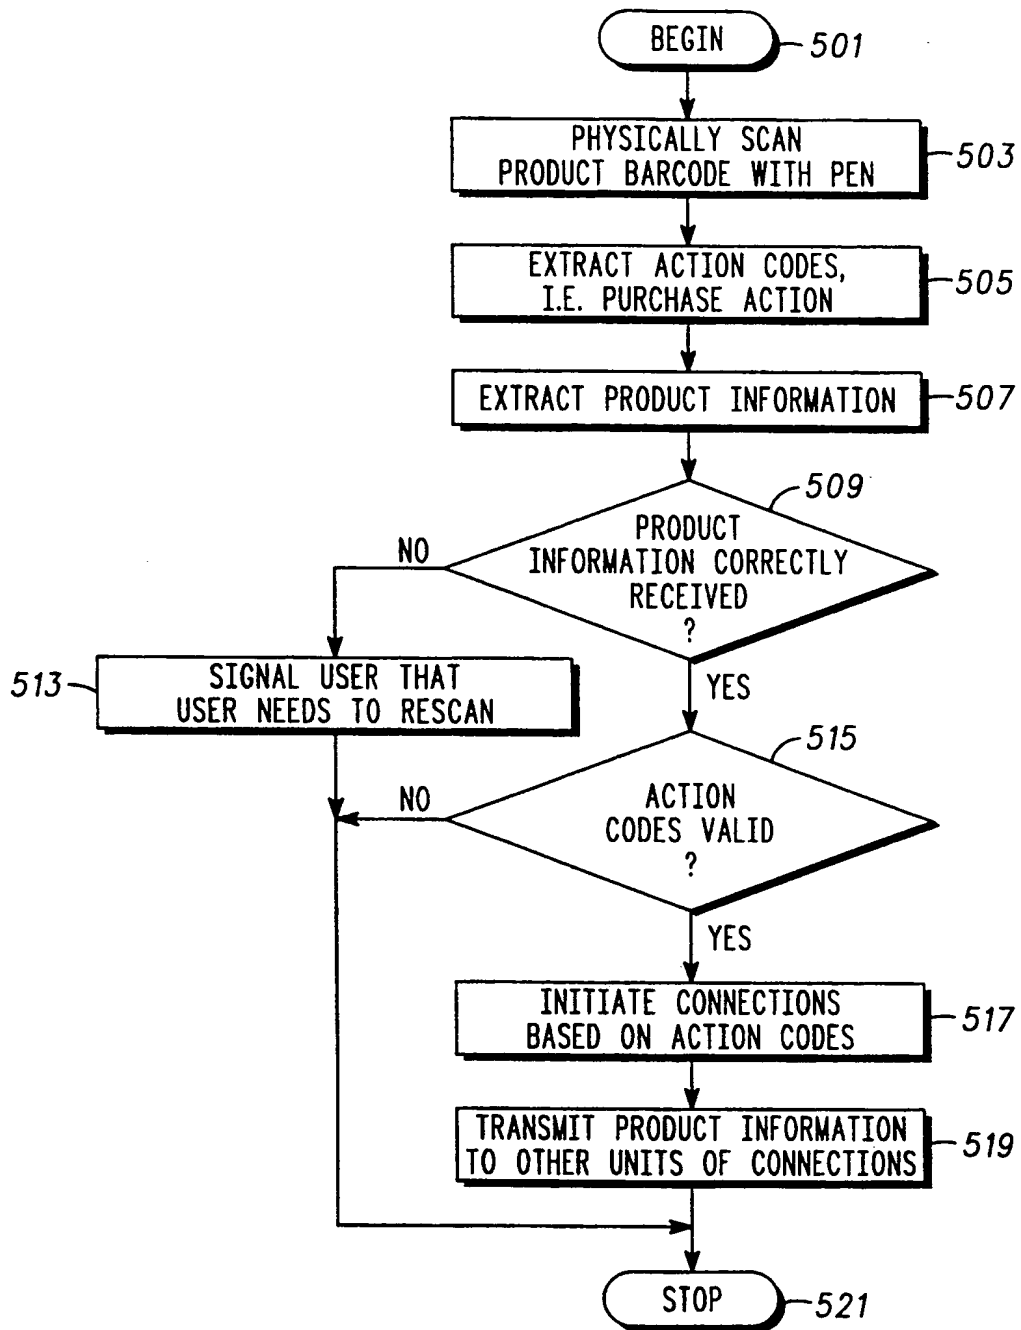 BEGIN
501
PHYSICALLY SCAN
PRODUCT BARCODE WITH PEN
503
EXTRACT ACTION CODES,
I.E. PURCHASE ACTION
505
EXTRACT PRODUCT INFORMATION
507
509
PRODUCT
INFORMATION CORRECTLY
RECEIVED
?
NO
YES
513
SIGNAL USER THAT
USER NEEDS TO RESCAN
515
ACTION
CODES VALID
?
NO
YES
INITIATE CONNECTIONS
BASED ON ACTION CODES
517
TRANSMIT PRODUCT INFORMATION
TO OTHER UNITS OF CONNECTIONS
519
STOP
521